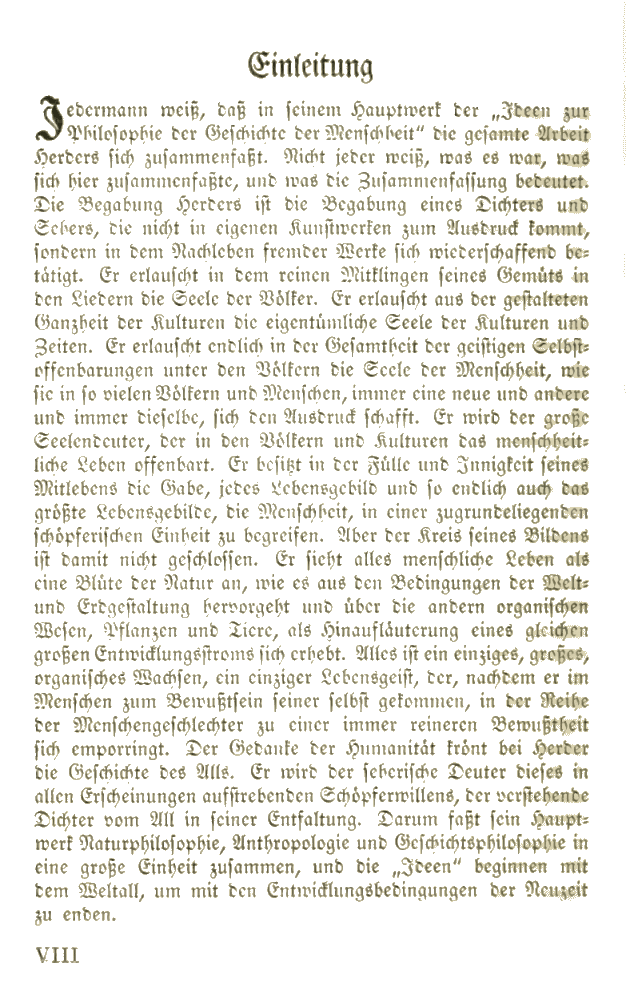 Einleitung
Jedermann weiß, daß in seinem Hauptwerk der „Ideen zur
Philosophie der Geschichte der Menschheit“ die gesamte Arbeit
Herders sich zusammenfaßt. Nicht jeder weiß, was es war, was
sich hier zusammenfaßte, und was die Zusammenfassung bedeutet.
Die Begabung Herders ist die Begabung eines Dichters und
Sehers, die nicht in eigenen Kunstwerken zum Ausdruck kommt,
sondern in dem Nachleben fremder Werke sich wiederschaffend be-
tätigt. Er erlauscht in dem reinen Mitklingen seines Gemüts in
den Liedern die Seele der Völker. Er erlauscht aus der gestalteten
Ganzheit der Kulturen die eigentümliche Seele der Kulturen und
Zeiten. Er erlauscht endlich in der Gesamtheit der geistigen Selbst-
offenbarungen unter den Völkern die Seele der Menschheit, wie
sie in so vielen Völkern und Menschen, immer eine neue und andere
und immer dieselbe, sich den Ausdruck schafft. Er wird der große
Seelendeuter, der in den Völkern und Kulturen das menschheit-
liche Leben offenbart. Er besitzt in der Fülle und Innigkeit seines
Mitlebens die Gabe, jedes Lebensgebild und so endlich auch das
größte Lebensgebilde, die Menschheit, in einer zugrundeliegenden
schöpferischen Einheit zu begreifen. Aber der Kreis seines Bildens
ist damit nicht geschlossen. Er sieht alles menschliche Leben als
eine Blüte der Natur an, wie es aus den Bedingungen der Welt-
und Erdgestaltung hervorgeht und über die andern organischen
Wesen, Pflanzen und Tiere, als Hinaufläuterung eines gleichen
großen Entwicklungsstroms sich erhebt. Alles ist ein einziges, großes,
organisches Wachsen, ein einziger Lebensgeist, der, nachdem er im
Menschen zum Bewußtsein seiner selbst gekommen, in der Reihe
der Menschengeschlechter zu einer immer reineren Bewußtheit
sich emporringt. Der Gedanke der Humanität krönt bei Herder
die Geschichte des Alls. Er wird der seherische Deuter dieses in
allen Erscheinungen aufstrebenden Schöpferwillens, der verstehende
Dichter vom All in seiner Entfaltung. Darum faßt sein Haupt-
werk Naturphilosophie, Anthropologie und Geschichtsphilosophie in
eine große Einheit zusammen, und die „Ideen“ beginnen mit
dem Weltall, um mit den Entwicklungsbedingungen der Neuzeit
zu enden.
VIII